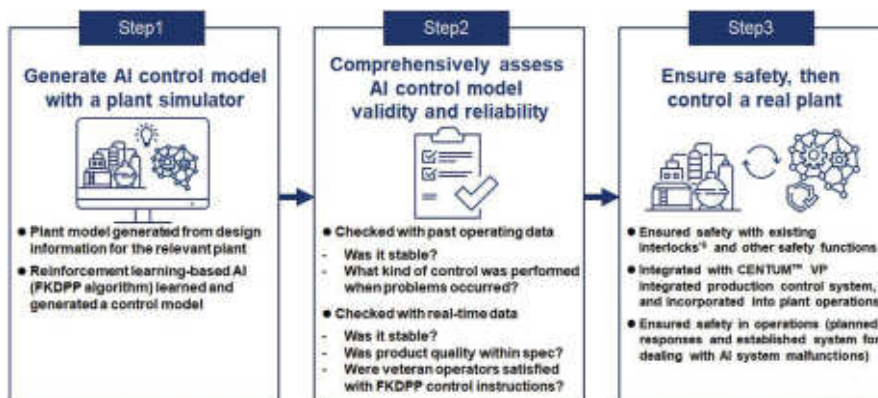 Step1
Generate AI control model
with a plant simulator
● Plant model generated from design
information for the relevant plant
● Reinforcement learning-based AI
(FKDPP algorithm) learned and
generated a control model
Step2
Comprehensively assess
AI control model
validity and reliability
● Checked with past operating data
- Was it stable?
- What kind of control was performed
when problems occurred?
● Checked with real-time data
- Was it stable?
- Was product quality within spec?
- Were veteran operators satisfied
with FKDPP control instructions?
Step3
Ensure safety, then
control a real plant
● Ensured safety with existing
interlocks and other safety functions
● Integrated with CENTUM™ VP
integrated production control system,
and incorporated into plant operations
● Ensured safety in operations (planned
responses and established system for
dealing with AI system malfunctions)